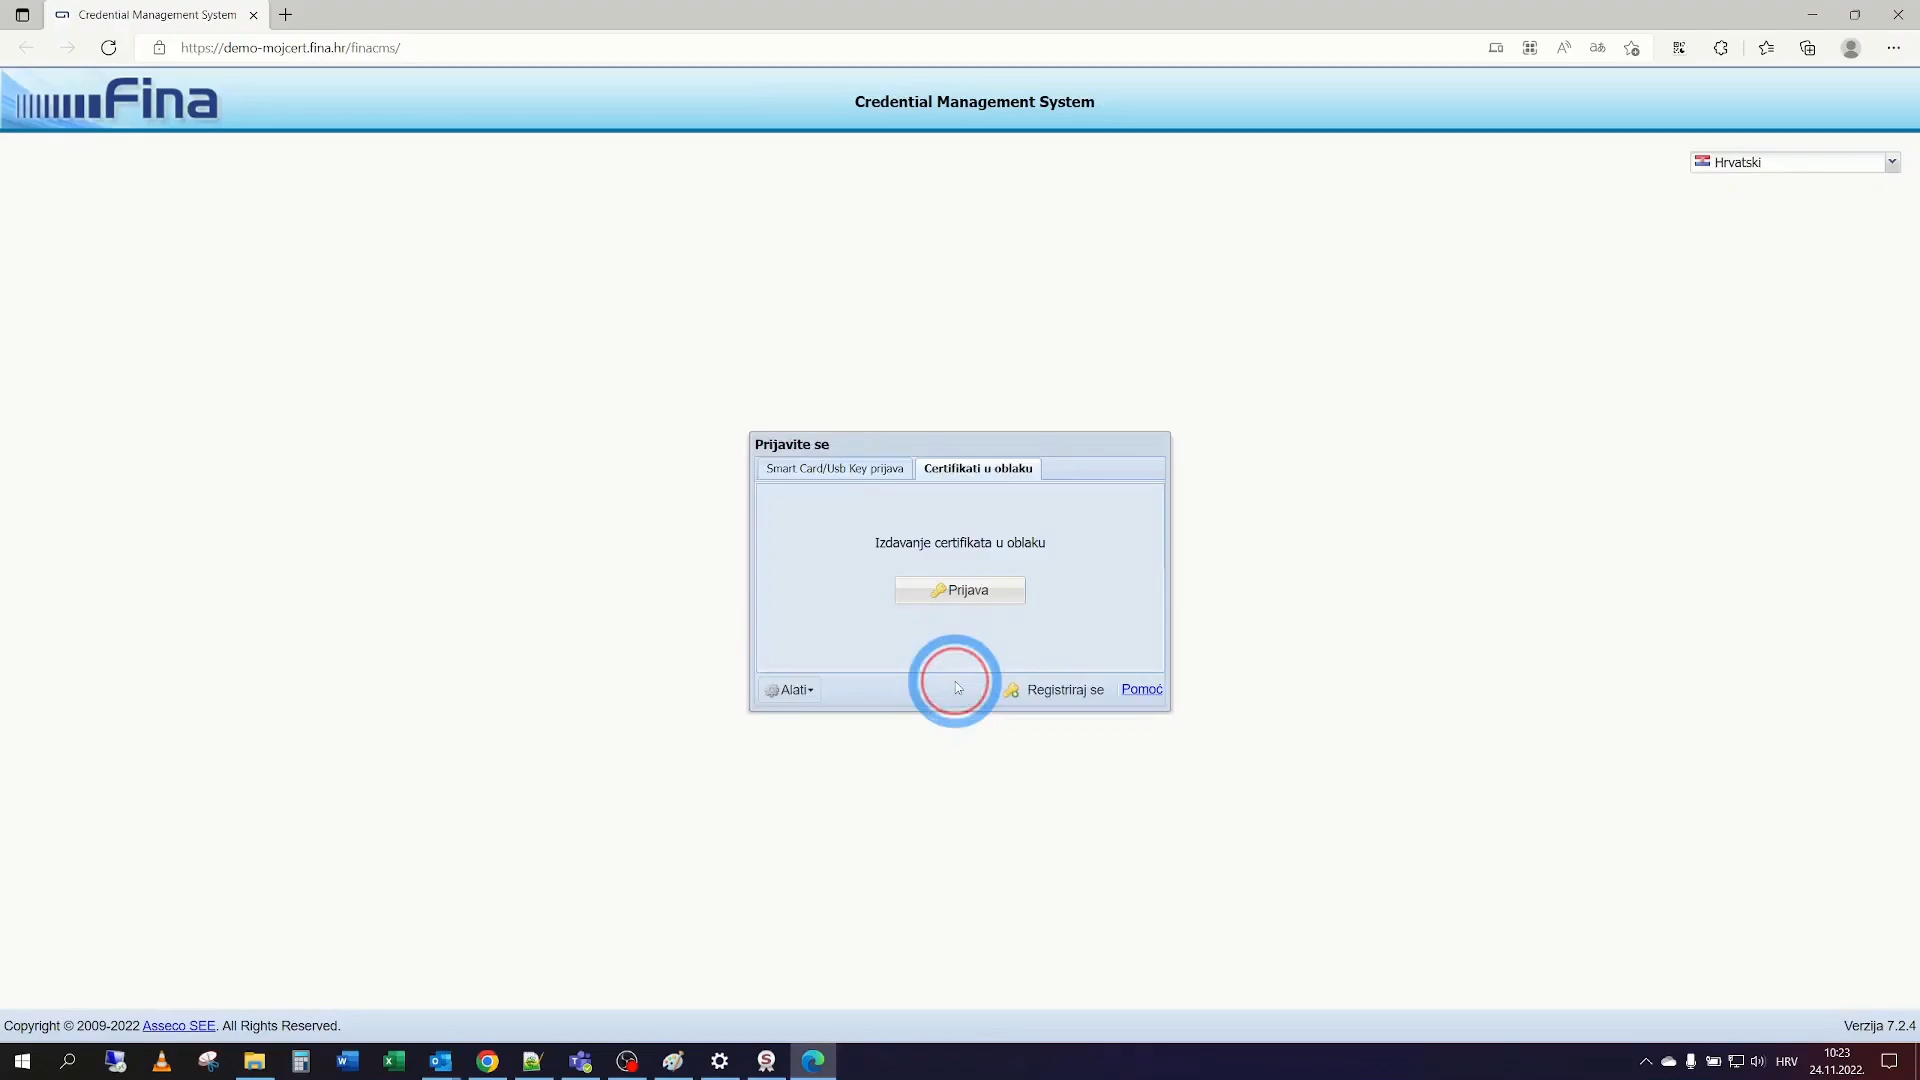 Credential Management System
https://demo-mojcert.fina.hr/finacms/
Fina
Credential Management System
Hrvatski
Prijavite se
Smart Card/Usb Key prijava
Certifikati u oblaku
Izdavanje certifikata u oblaku
Prijava
Alati
Registriraj se
Pomoć
Copyright © 2009-2022 Asseco SEE. All Rights Reserved.
Verzija 7.2.4
HRV
10:23
24.11.2022.